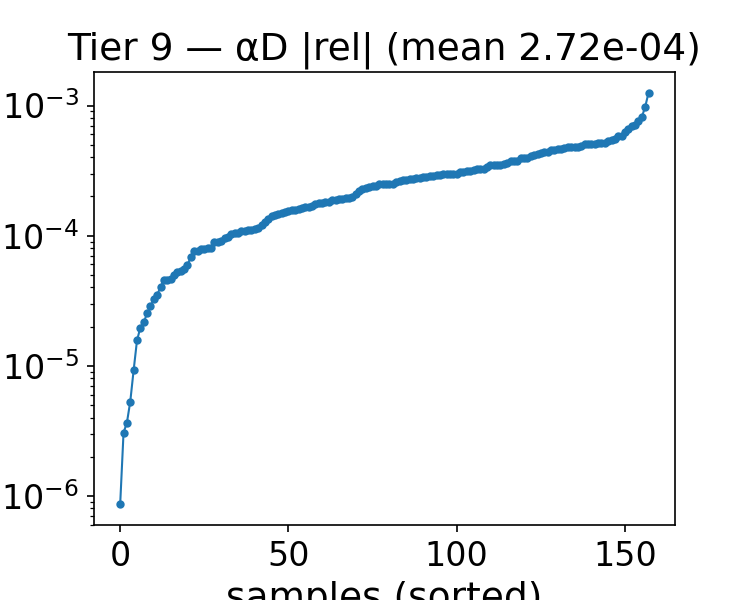 Tier 9 — αD |rel| (mean 2.72e-04)
10⁻³
10⁻⁴
10⁻⁵
10⁻⁶
0 50 100 150
samples (sorted)